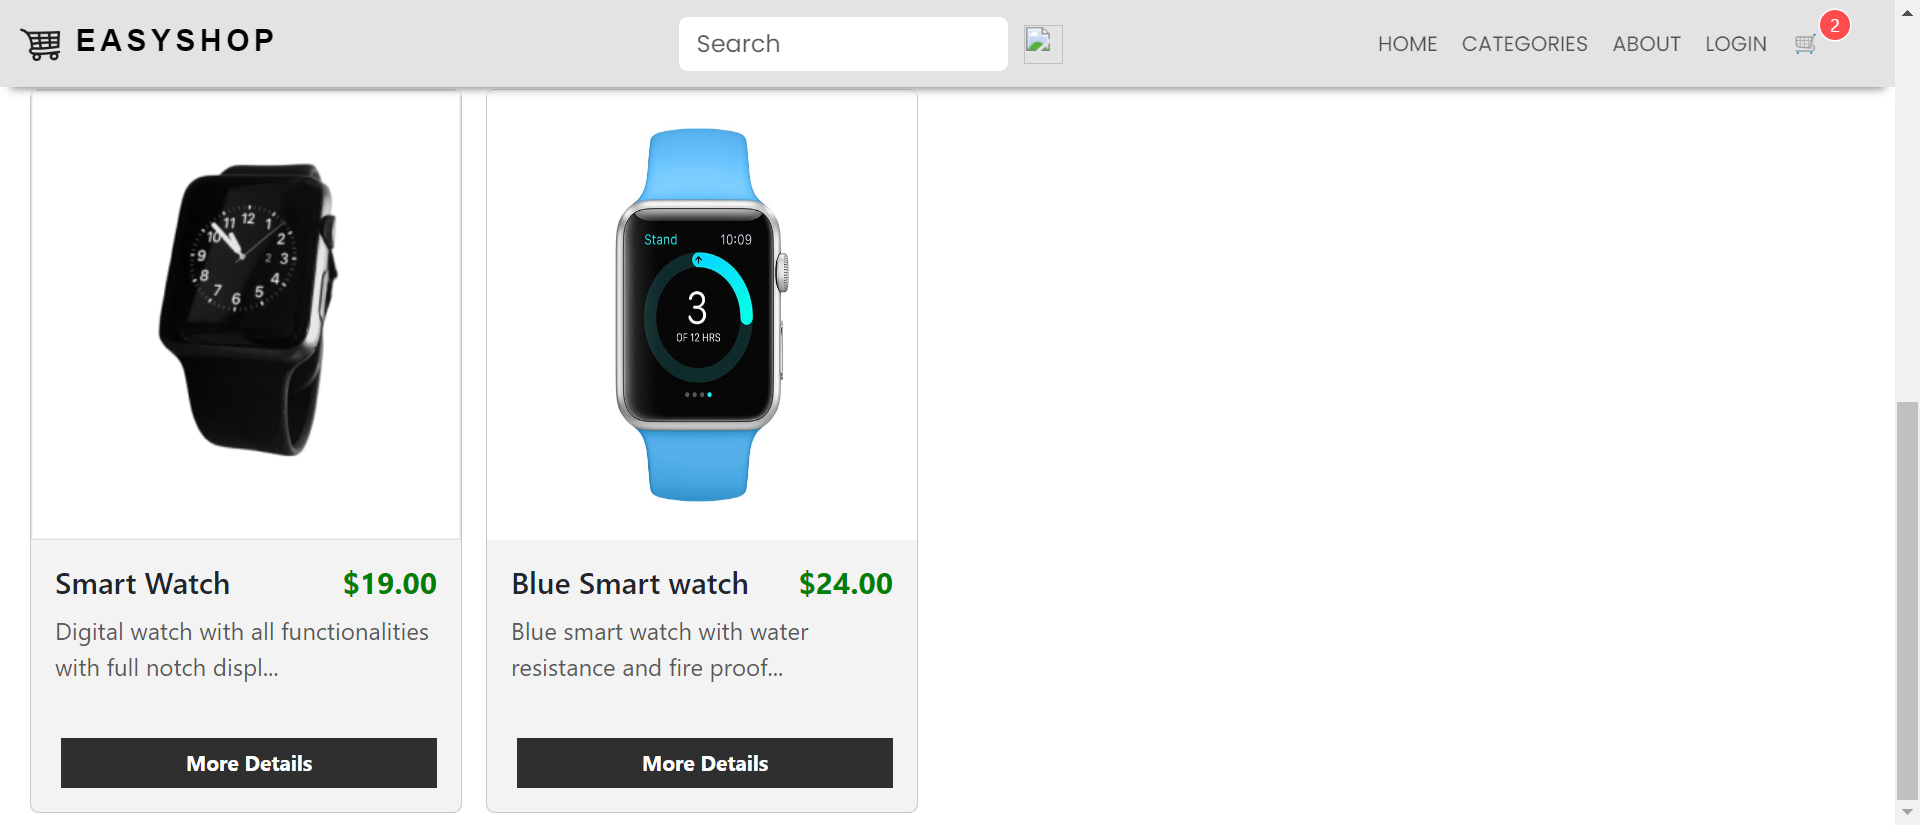 EASYSHOP
Search
HOME CATEGORIES ABOUT LOGIN 2
11 12 1
10 2
9 2 3
8 4
7 6 5
Stand 10:09
3
OF 12 HRS
Smart Watch $19.00
Digital watch with all functionalities
with full notch displ...
More Details
Blue Smart watch $24.00
Blue smart watch with water
resistance and fire proof...
More Details